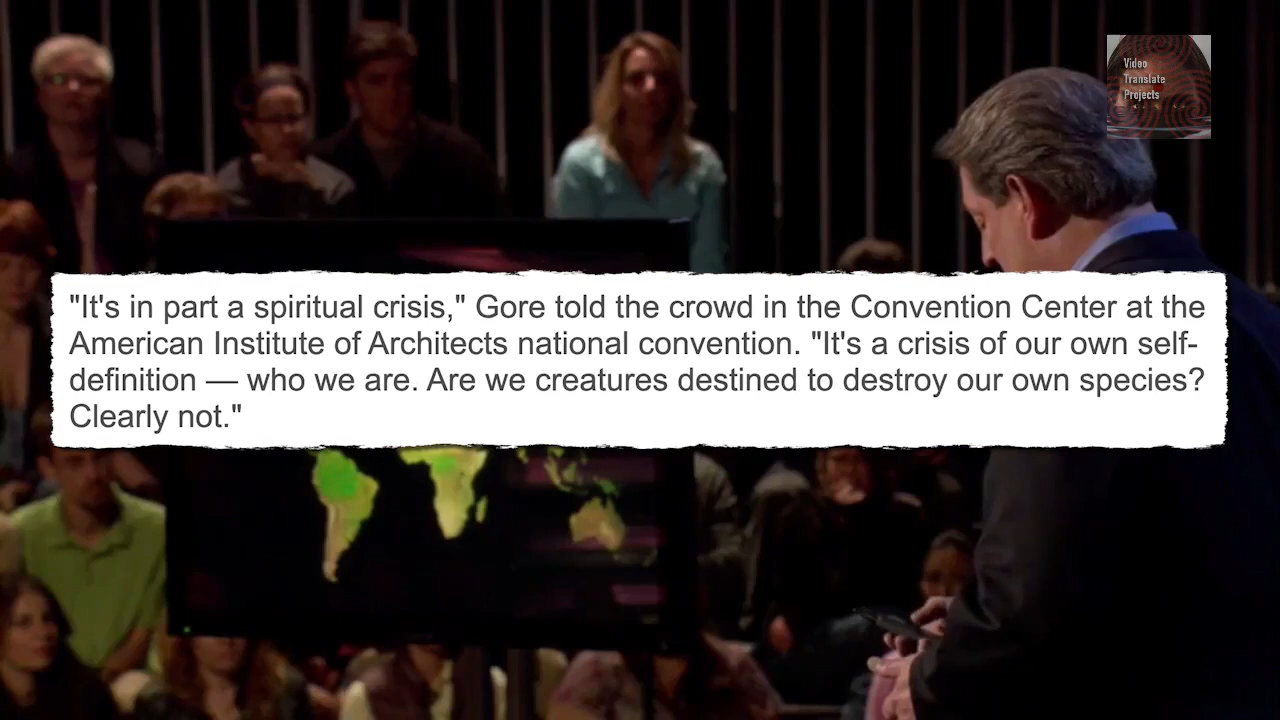 Video
Translate
Projects
"It's in part a spiritual crisis," Gore told the crowd in the Convention Center at the
American Institute of Architects national convention. "It's a crisis of our own self-
definition — who we are. Are we creatures destined to destroy our own species?
Clearly not."